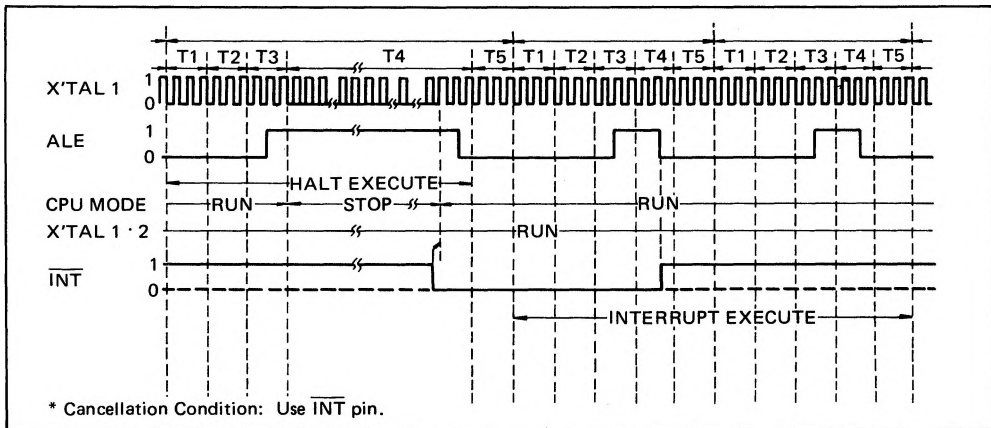 T1 T2 T3 T4 T5 T1 T2 T3 T4 T5 T1 T2 T3 T4 T5
X'TAL 1 1
0
ALE 1
0
HALT EXECUTE
CPU MODE RUN STOP RUN
X'TAL 1 · 2 RUN
INT 1
0
INTERRUPT EXECUTE
* Cancellation Condition: Use INT pin.